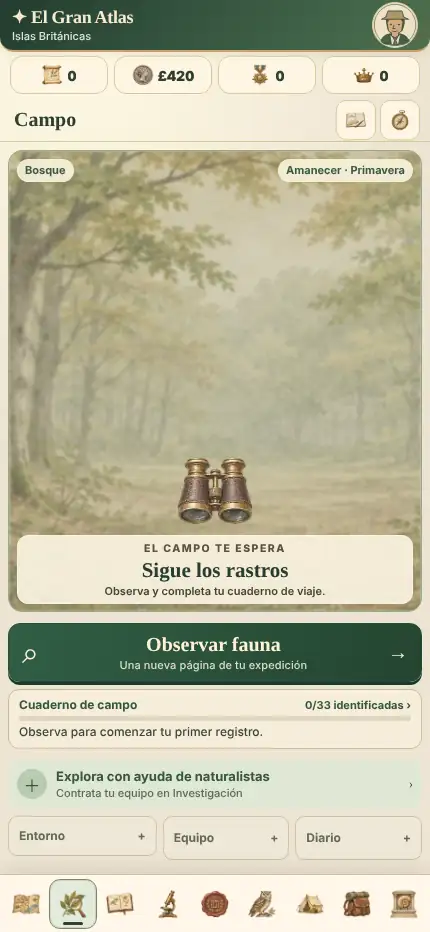 ✦ El Gran Atlas
Islas Británicas
0
£420
0
0
Campo
Bosque
Amanecer · Primavera
EL CAMPO TE ESPERA
Sigue los rastros
Observa y completa tu cuaderno de viaje.
Observar fauna
Una nueva página de tu expedición
→
Cuaderno de campo
0/33 identificadas ›
Observa para comenzar tu primer registro.
+
Explora con ayuda de naturalistas
Contrata tu equipo en Investigación
›
Entorno +
Equipo +
Diario +